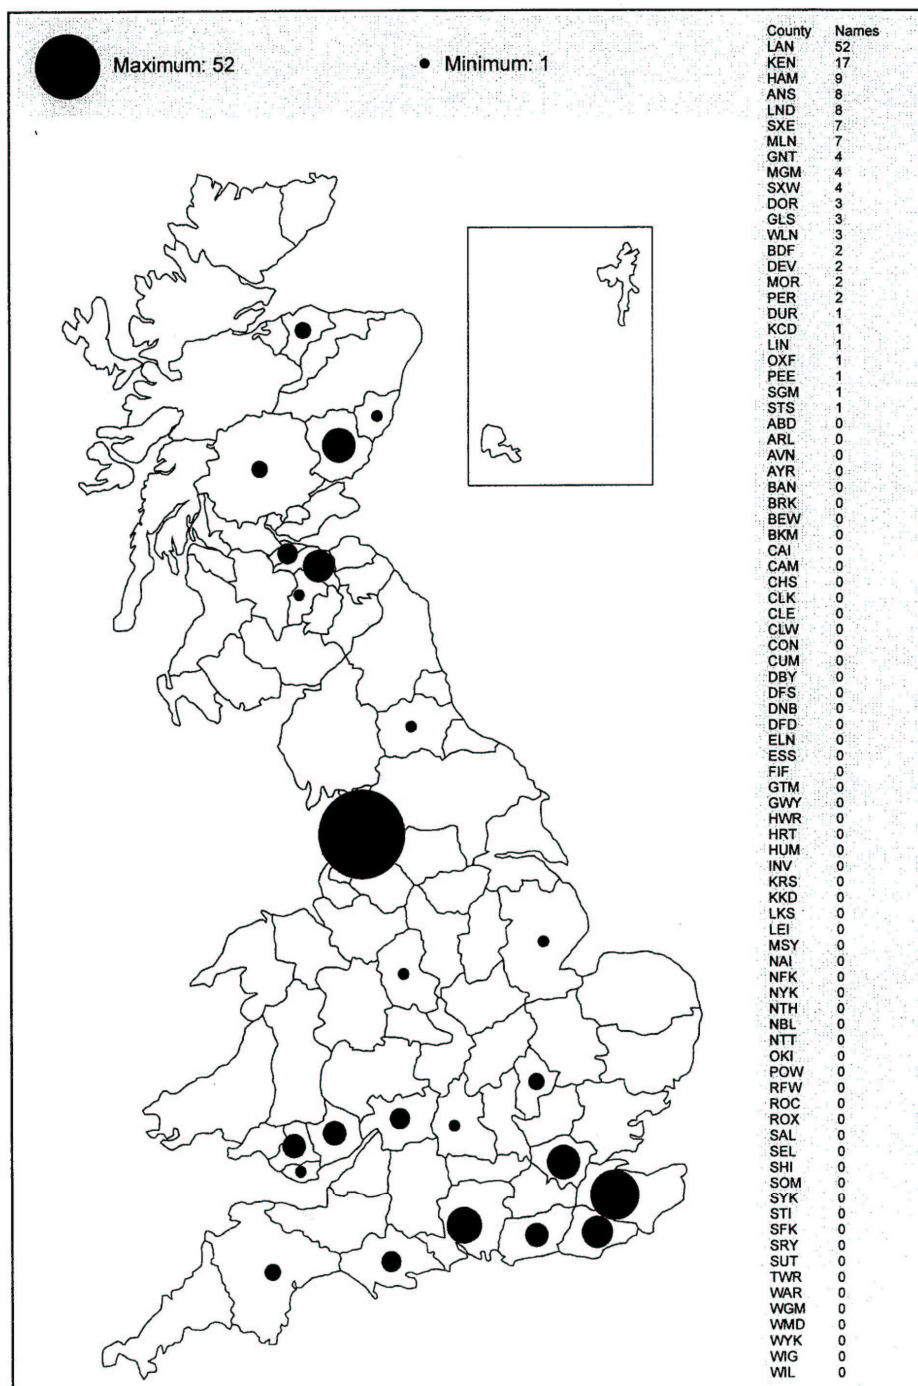 Maximum: 52 Minimum: 1
County Names
LAN 52
KEN 17
HAM 9
ANS 8
LND 8
SXE 7
MLN 7
GNT 4
MGM 4
SXW 4
DOR 3
GLS 3
WLN 3
BDF 2
DEV 2
MOR 2
PER 2
DUR 1
KCD 1
LIN 1
OXF 1
PEE 1
SGM 1
STS 1
ABD 0
ARL 0
AVN 0
AYR 0
BAN 0
BRK 0
BEW 0
BKM 0
CAI 0
CAM 0
CHS 0
CLK 0
CLE 0
CLW 0
CON 0
CUM 0
DBY 0
DFS 0
DNB 0
DFD 0
ELN 0
ESS 0
FIF 0
GTM 0
GWY 0
HWR 0
HRT 0
HUM 0
INV 0
KRS 0
KKD 0
LKS 0
LEI 0
MSY 0
NAI 0
NFK 0
NYK 0
NTH 0
NBL 0
NTT 0
OKI 0
POW 0
RFW 0
ROC 0
ROX 0
SAL 0
SEL 0
SHI 0
SOM 0
SYK 0
STI 0
SFK 0
SRY 0
SUT 0
TWR 0
WAR 0
WGM 0
WMD 0
WYK 0
WIG 0
WIL 0